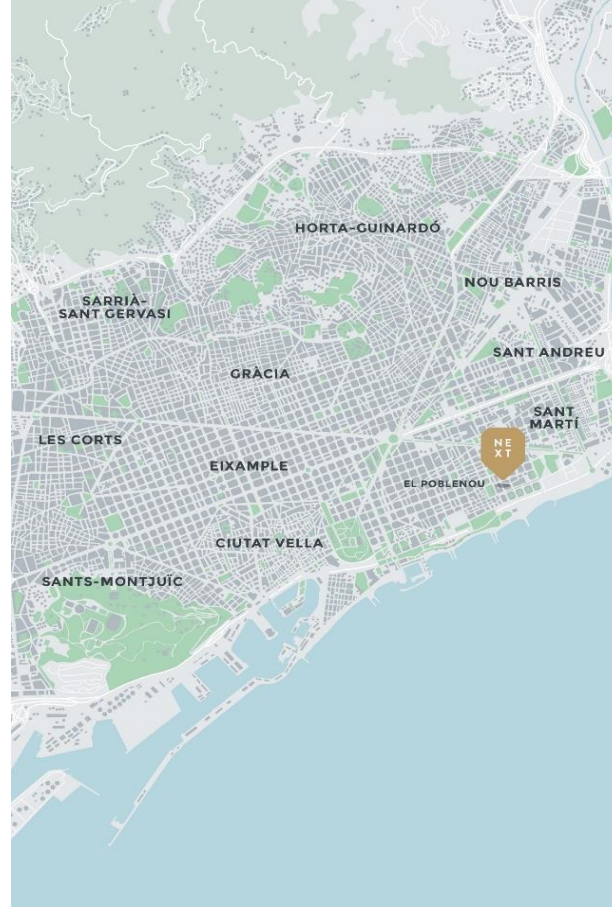 HORTA-GUINARDÓ
NOU BARRIS
SARRIÀ-
SANT GERVASI
SANT ANDREU
GRÀCIA
SANT
MARTÍ
LES CORTS
NE
XT
EIXAMPLE
EL POBLENOU
CIUTAT VELLA
SANTS-MONTJUÏC